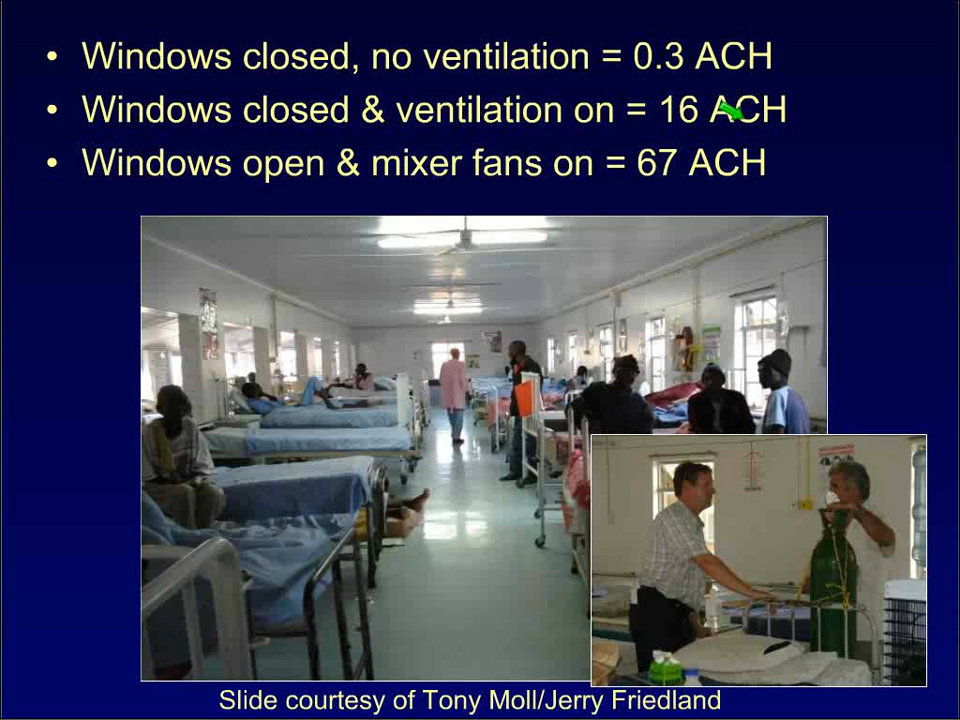 • Windows closed, no ventilation = 0.3 ACH
• Windows closed & ventilation on = 16 ACH
• Windows open & mixer fans on = 67 ACH
Slide courtesy of Tony Moll/Jerry Friedland